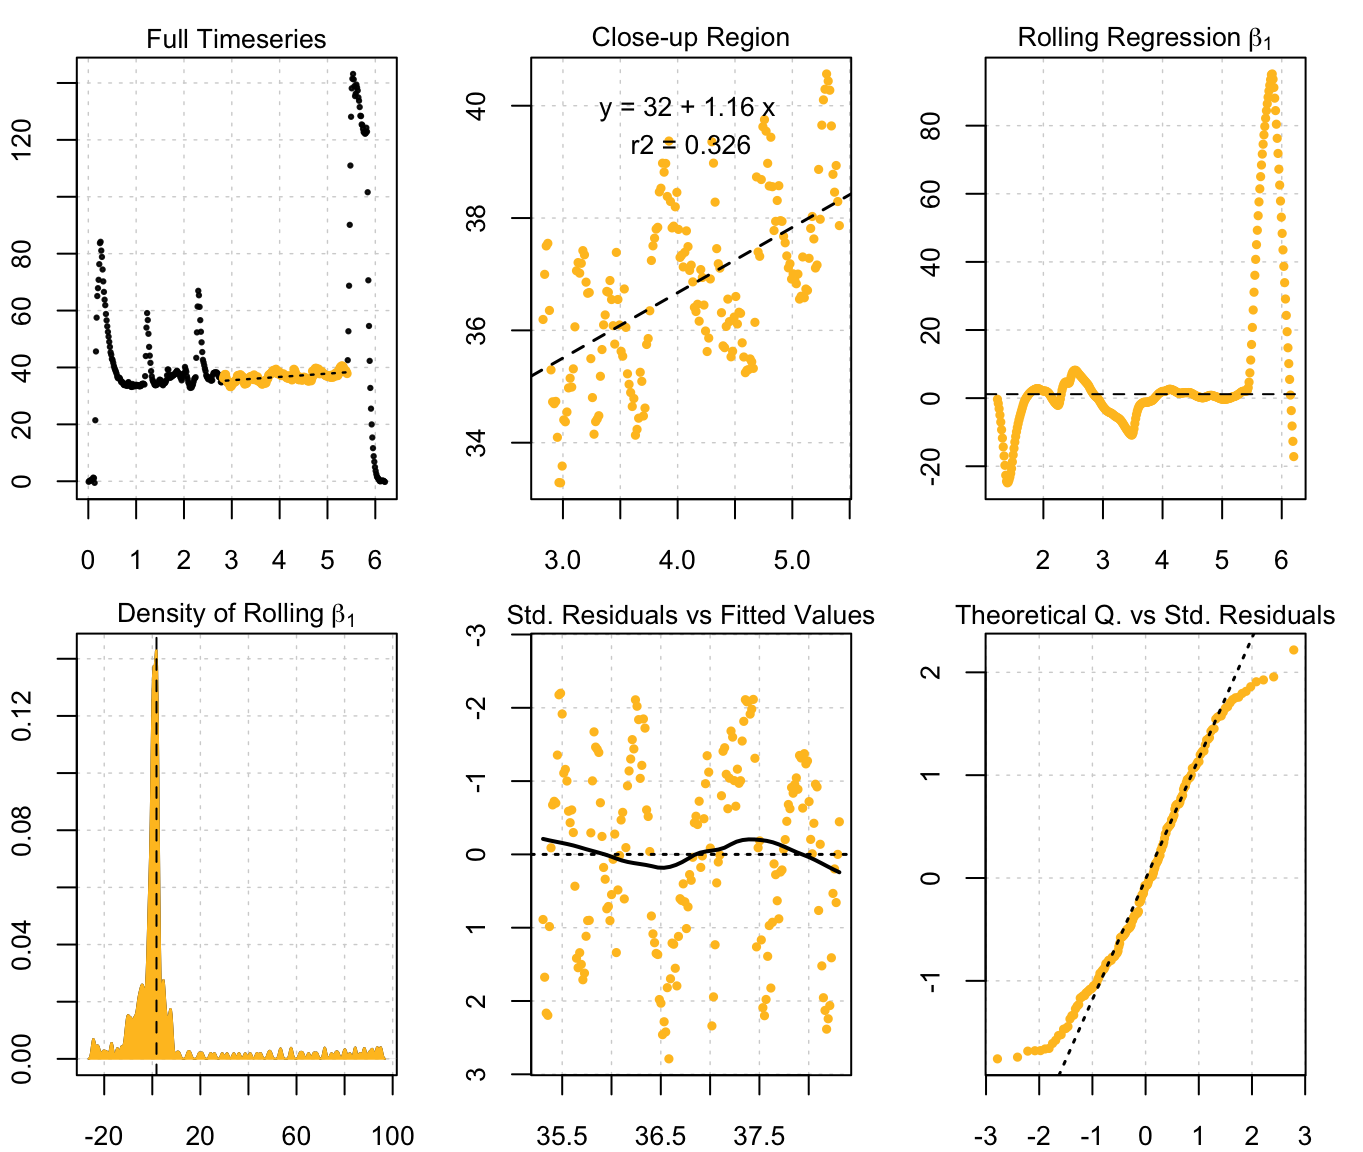 Full Timeseries
0 20 40 60 80 120
0 1 2 3 4 5 6
Close-up Region
y = 32 + 1.16 x
r2 = 0.326
34 36 38 40
3.0 4.0 5.0
Rolling Regression β1
-20 0 20 40 60 80
2 3 4 5 6
Density of Rolling β1
0.00 0.04 0.08 0.12
-20 20 60 100
Std. Residuals vs Fitted Values
3 2 1 0 -1 -2 -3
35.5 36.5 37.5
Theoretical Q. vs Std. Residuals
-1 0 1 2
-3 -2 -1 0 1 2 3